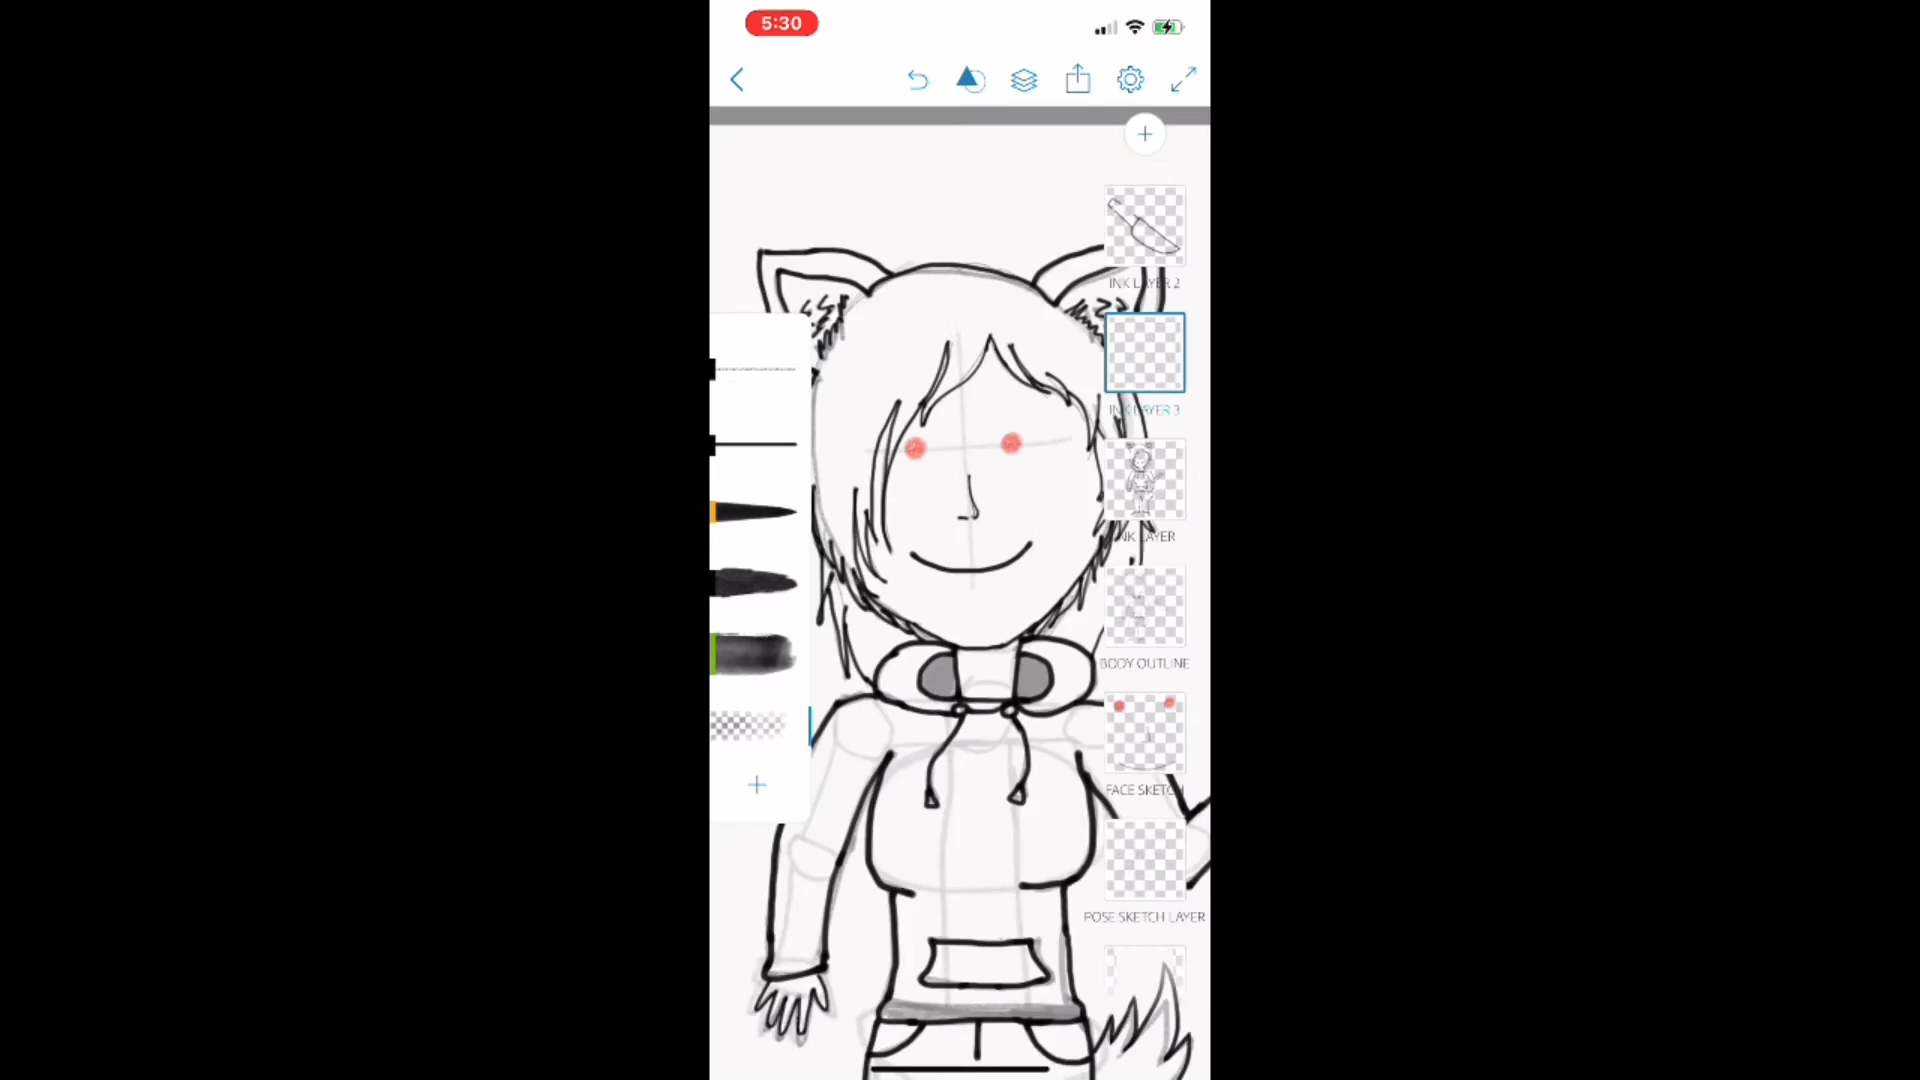 5:30
INK LAYER 2
INK LAYER 3
INK LAYER
BODY OUTLINE
FACE SKETCH
POSE SKETCH LAYER